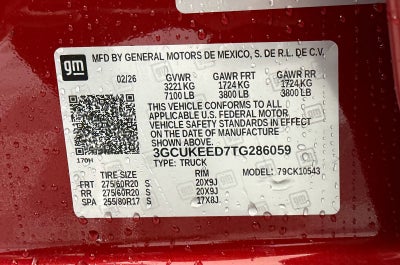 gm
MFD BY GENERAL MOTORS DE MEXICO, S. DE R.L. DE C.V.
02/26 GVWR GAWR FRT GAWR RR
3221 KG 1724 KG 1724 KG
7100 LB 3800 LB 3800 LB
THIS VEHICLE CONFORMS TO ALL
APPLICABLE U.S. FEDERAL MOTOR
VEHICLE SAFETY STANDARDS IN EFFECT
ON THE DATE OF MANUFACTURE
3GCUKEED7TG286059
170H TYPE: TRUCK
TIRE SIZE RIM MODEL: 79CK10543
FRT 275/60R20 S 20X9J
RR 275/60R20 S 20X9J
SPA 255/80R17 S 17X8J